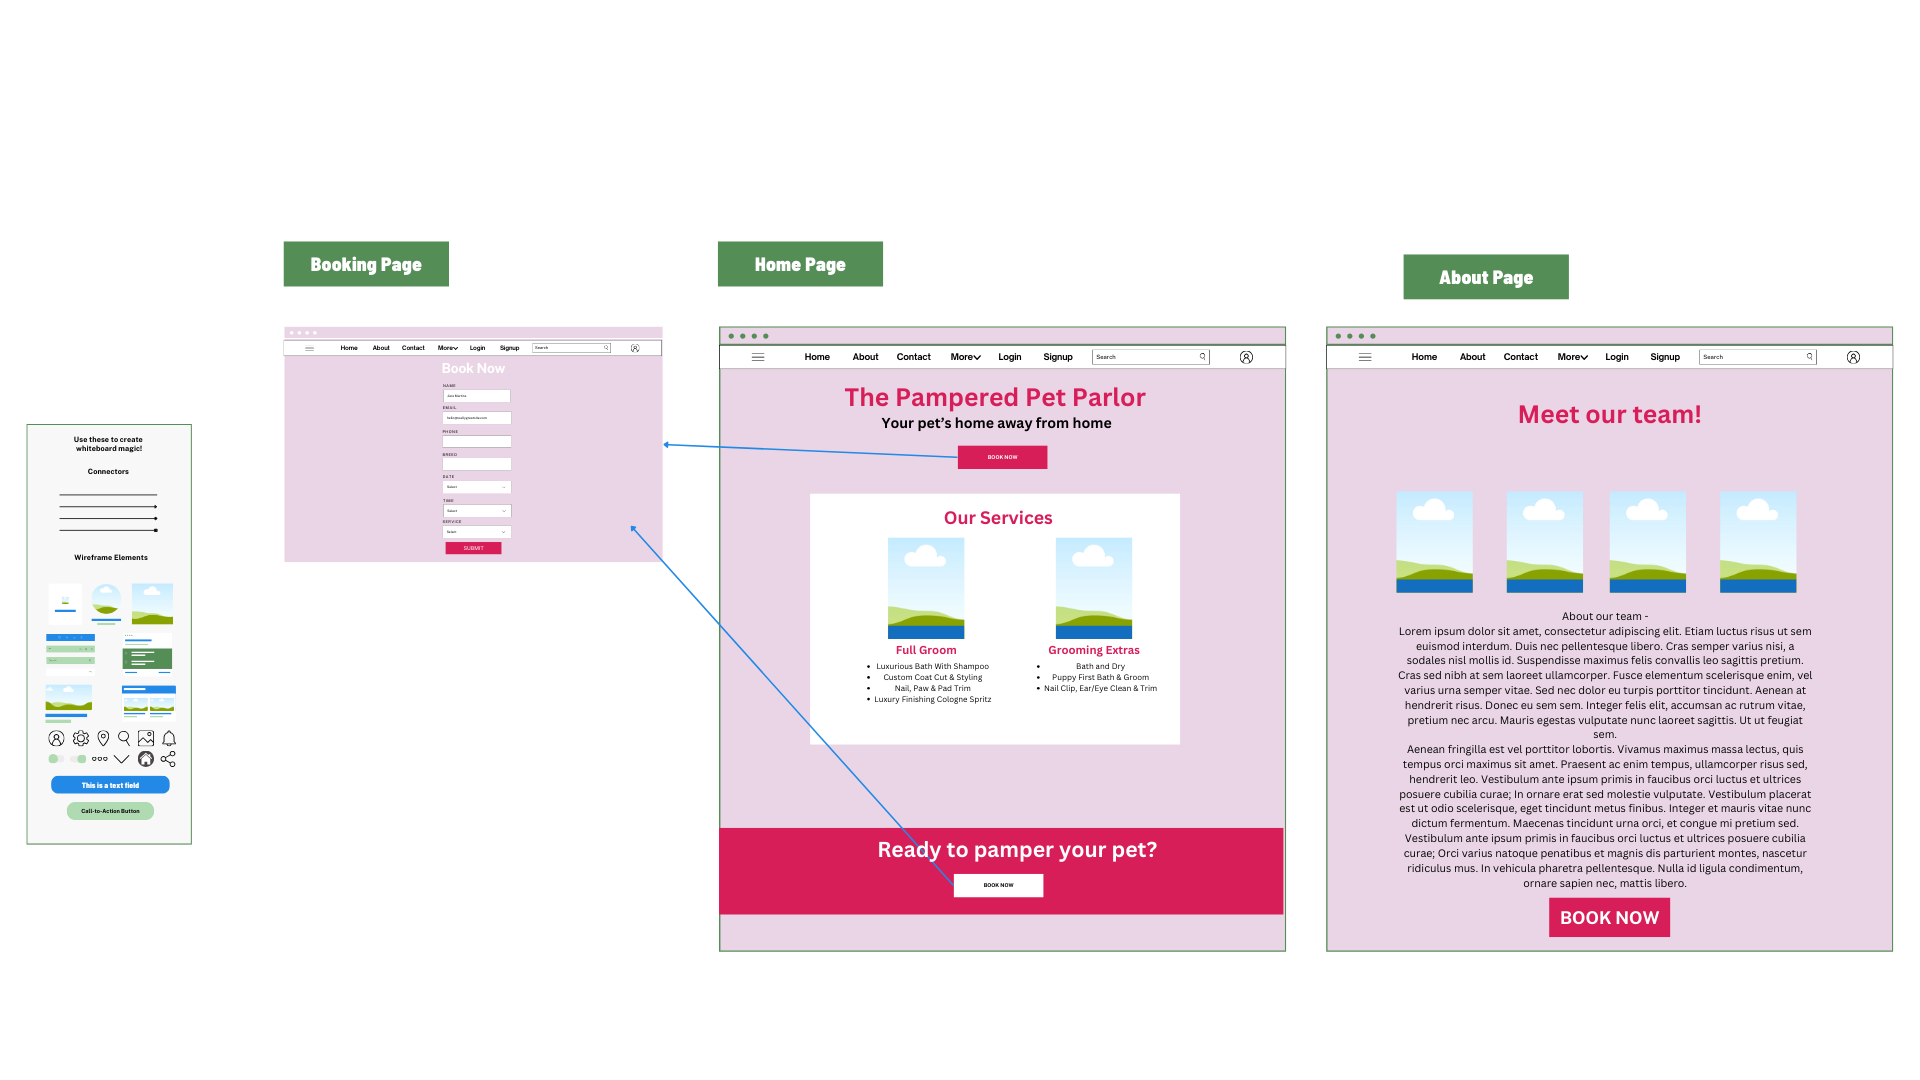 Booking Page
Home Page
About Page
Use these to create
whiteboard magic!
Connectors
Wireframe Elements
This is a text field
Call-to-Action Button
Home About Contact More Login Signup Search
Book Now
NAME
EMAIL
PHONE
BREED
DATE
Select
TIME
Select
SERVICE
Select
SUBMIT
Home About Contact More Login Signup Search
The Pampered Pet Parlor
Your pet's home away from home
BOOK NOW
Our Services
Full Groom
• Luxurious Bath With Shampoo
• Custom Coat Cut & Styling
• Nail, Paw & Pad Trim
• Luxury Finishing Cologne Spritz
Grooming Extras
• Bath and Dry
• Puppy First Bath & Groom
• Nail Clip, Ear/Eye Clean & Trim
Ready to pamper your pet?
BOOK NOW
Home About Contact More Login Signup Search
Meet our team!
About our team -
Lorem ipsum dolor sit amet, consectetur adipiscing elit. Etiam luctus risus ut sem
euismod interdum. Duis nec pellentesque libero. Cras semper varius nisi, a
sodales nisl mollis id. Suspendisse maximus felis convallis leo sagittis pretium.
Cras sed nibh at sem laoreet ullamcorper. Fusce elementum scelerisque enim, vel
varius urna semper vitae. Sed nec dolor eu turpis porttitor tincidunt. Aenean at
hendrerit risus. Donec eu sem sem. Integer felis elit, accumsan ac rutrum vitae,
pretium nec arcu. Mauris egestas vulputate nunc laoreet sagittis. Ut ut feugiat
sem.
Aenean fringilla est vel porttitor lobortis. Vivamus maximus massa lectus, quis
tempus orci maximus sit amet. Praesent ac enim tempus, ullamcorper risus sed,
hendrerit leo. Vestibulum ante ipsum primis in faucibus orci luctus et ultrices
posuere cubilia curae; In ornare erat sed molestie vulputate. Vestibulum placerat
est ut odio scelerisque, eget tincidunt metus finibus. Integer et mauris vitae nunc
dictum fermentum. Maecenas tincidunt urna orci, et congue mi pretium sed.
Vestibulum ante ipsum primis in faucibus orci luctus et ultrices posuere cubilia
curae; Orci varius natoque penatibus et magnis dis parturient montes, nascetur
ridiculus mus. In vehicula pharetra pellentesque. Nulla id ligula condimentum,
ornare sapien nec, mattis libero.
BOOK NOW